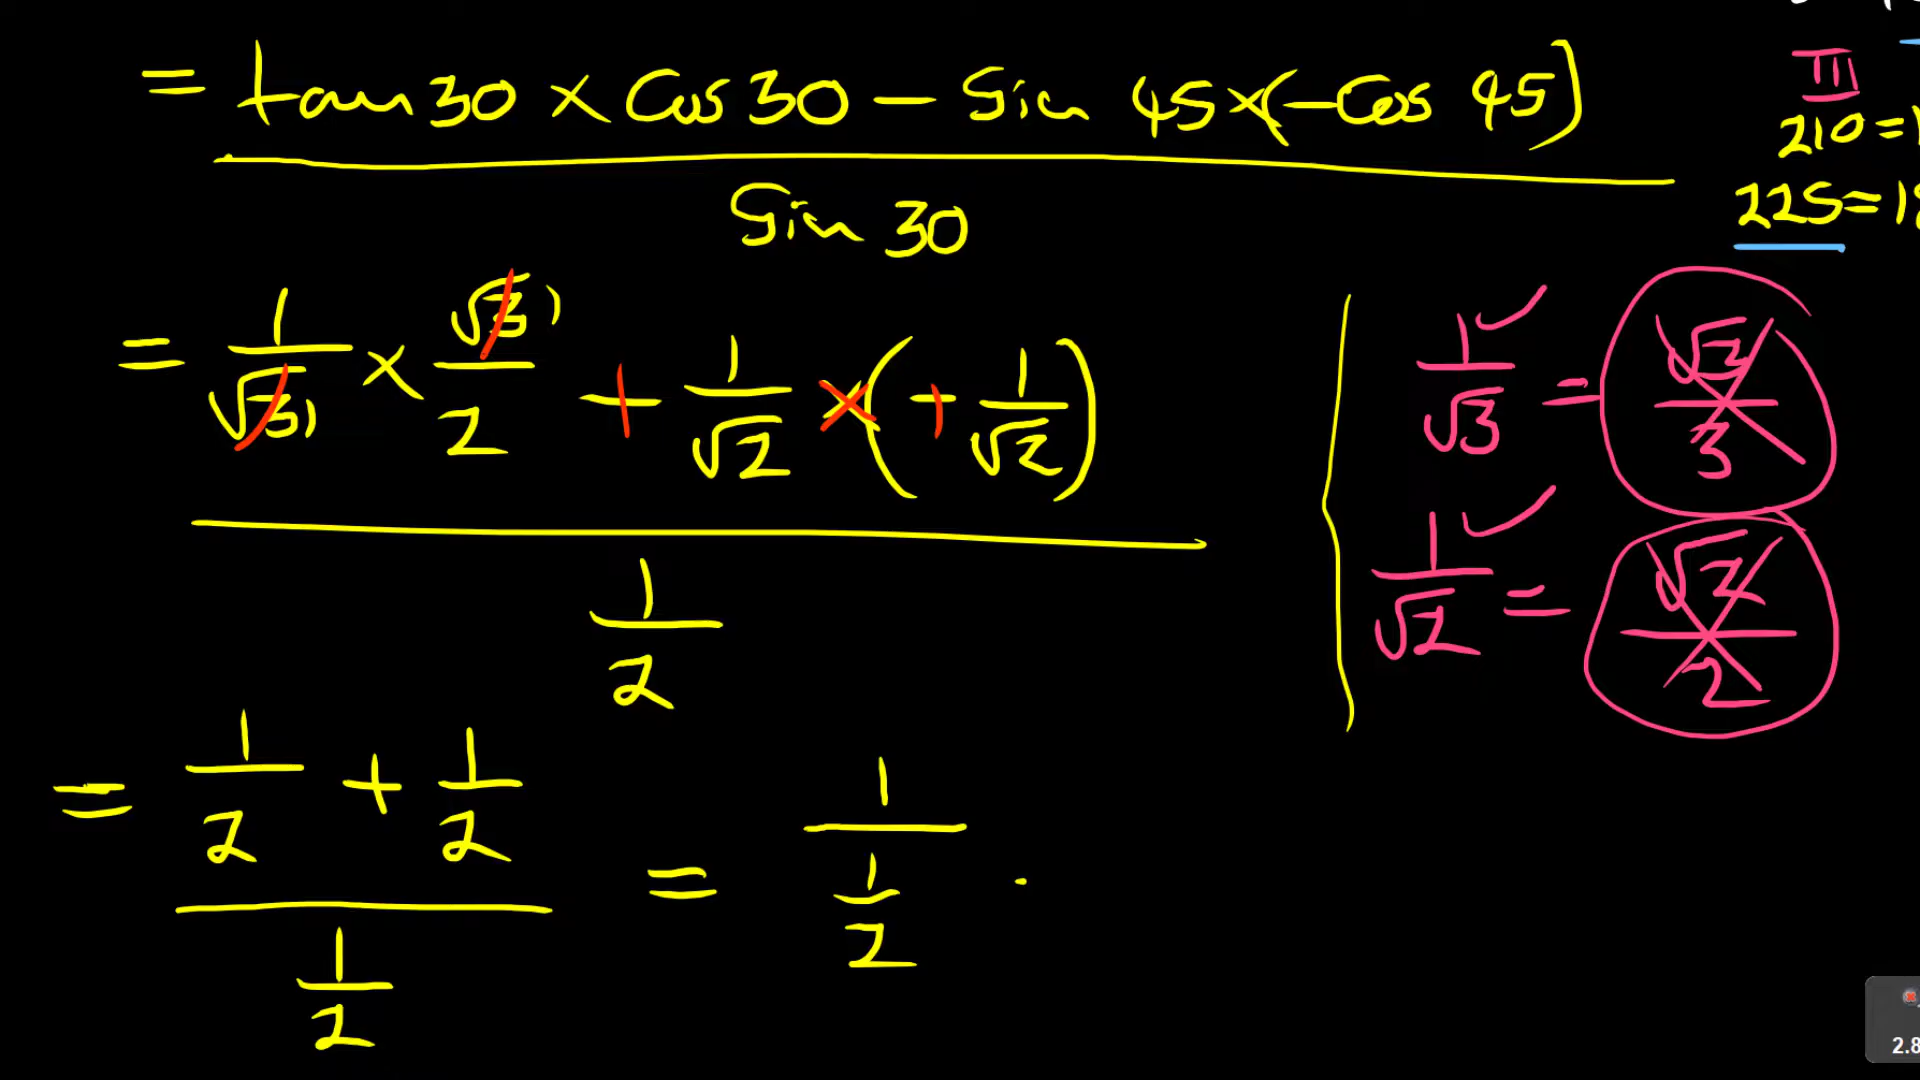 = tan 30 × Cos 30 − Sin 45 × (−Cos 45)
Sin 30
= 1/√3 × √3/2 + 1/√2 × (+ 1/√2)
1/2
= 1/2 + 1/2 = 1
1/2 1/2
III
210 = 1
225 = 18
1/√3 = √3/3
1/√2 = √2/2
2.8